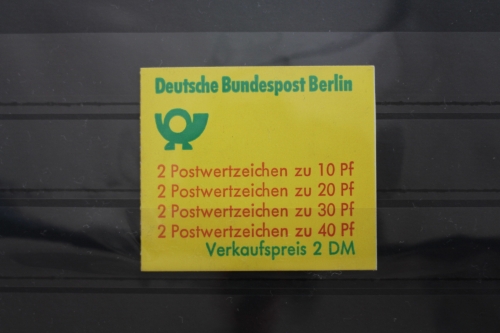 Deutsche Bundespost Berlin
2 Postwertzeichen zu 10 Pf
2 Postwertzeichen zu 20 Pf
2 Postwertzeichen zu 30 Pf
2 Postwertzeichen zu 40 Pf
Verkaufspreis 2 DM